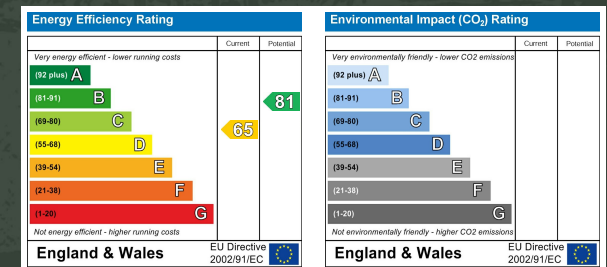 Energy Efficiency Rating
Current Potential
Very energy efficient - lower running costs
(92 plus) A
(81-91) B
81
(69-80) C
65
(55-68) D
(39-54) E
(21-38) F
(1-20) G
Not energy efficient - higher running costs
England & Wales
EU Directive
2002/91/EC
Environmental Impact (CO₂) Rating
Current Potential
Very environmentally friendly - lower CO2 emissions
(92 plus) A
(81-91) B
(69-80) C
(55-68) D
(39-54) E
(21-38) F
(1-20) G
Not environmentally friendly - higher CO2 emissions
England & Wales
EU Directive
2002/91/EC